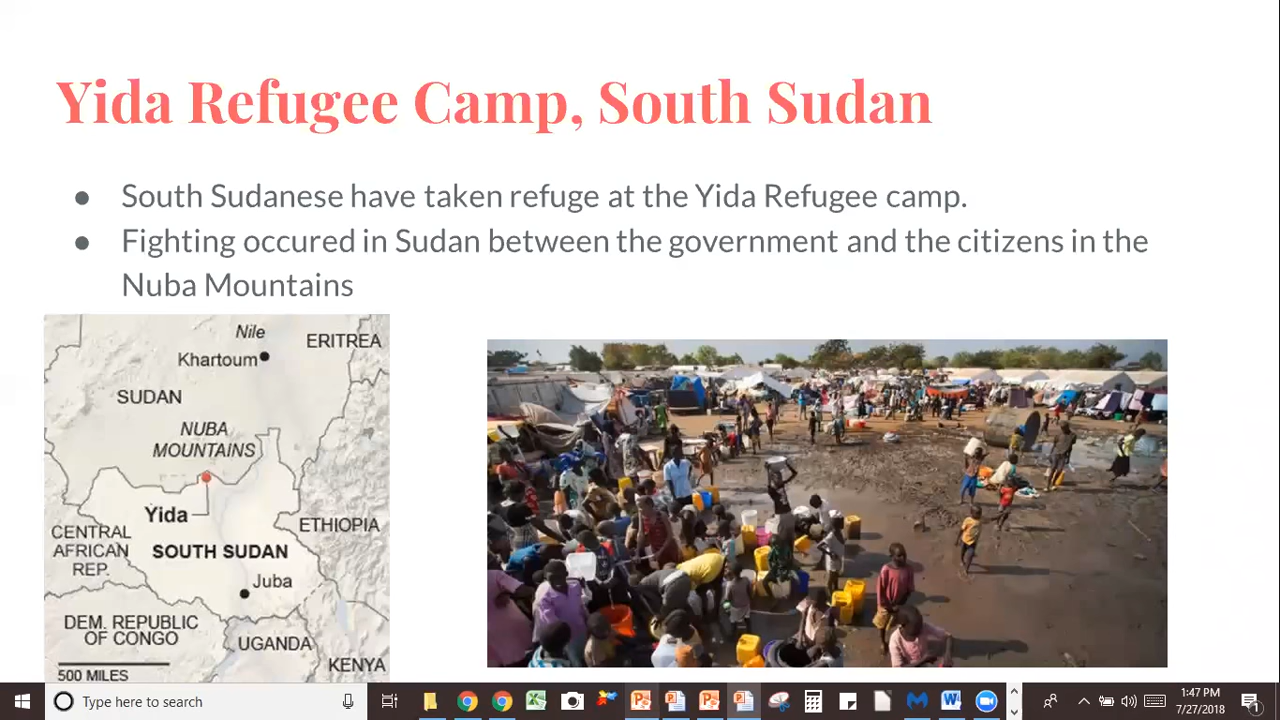 Yida Refugee Camp, South Sudan
● South Sudanese have taken refuge at the Yida Refugee camp.
● Fighting occured in Sudan between the government and the citizens in the
Nuba Mountains
Nile
Khartoum
ERITREA
SUDAN
NUBA
MOUNTAINS
Yida
CENTRAL
AFRICAN
REP.
ETHIOPIA
SOUTH SUDAN
Juba
DEM. REPUBLIC
OF CONGO
UGANDA
KENYA
500 MILES
Type here to search
1:47 PM
7/27/2018